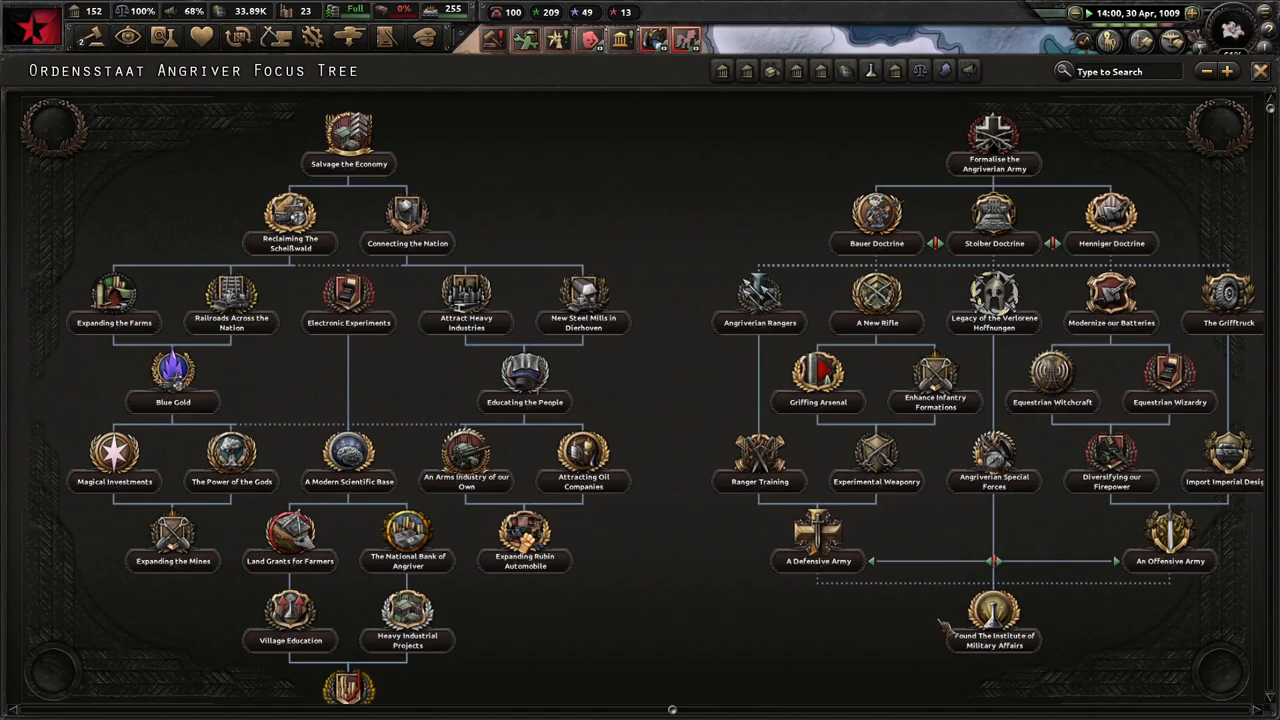 152
100%
68%
33.89K
23
Full
0%
255
100
209
49
13
14:00, 30 Apr, 1009
2
Ordensstaat Angriver Focus Tree
Type to Search
Salvage the Economy
Formalise the
Angriverian Army
Reclaiming The
Scheißwald
Connecting the Nation
Bauer Doctrine
Stoiber Doctrine
Henniger Doctrine
Expanding the Farms
Railroads Across the
Nation
Electronic Experiments
Attract Heavy
Industries
New Steel Mills in
Dierhoven
Angriverian Rangers
A New Rifle
Legacy of the Verlorene
Hoffnungen
Modernize our Batteries
The Grifftruck
Blue Gold
Educating the People
Griffing Arsenal
Enhance Infantry
Formations
Equestrian Witchcraft
Equestrian Wizardry
Magical Investments
The Power of the Gods
A Modern Scientific Base
An Arms Industry of our
Own
Attracting Oil
Companies
Ranger Training
Experimental Weaponry
Angriverian Special
Forces
Diversifying our
Firepower
Import Imperial Desig
Expanding the Mines
Land Grants for Farmers
The National Bank of
Angriver
Expanding Rubin
Automobile
A Defensive Army
An Offensive Army
Village Education
Heavy Industrial
Projects
Found The Institute of
Military Affairs